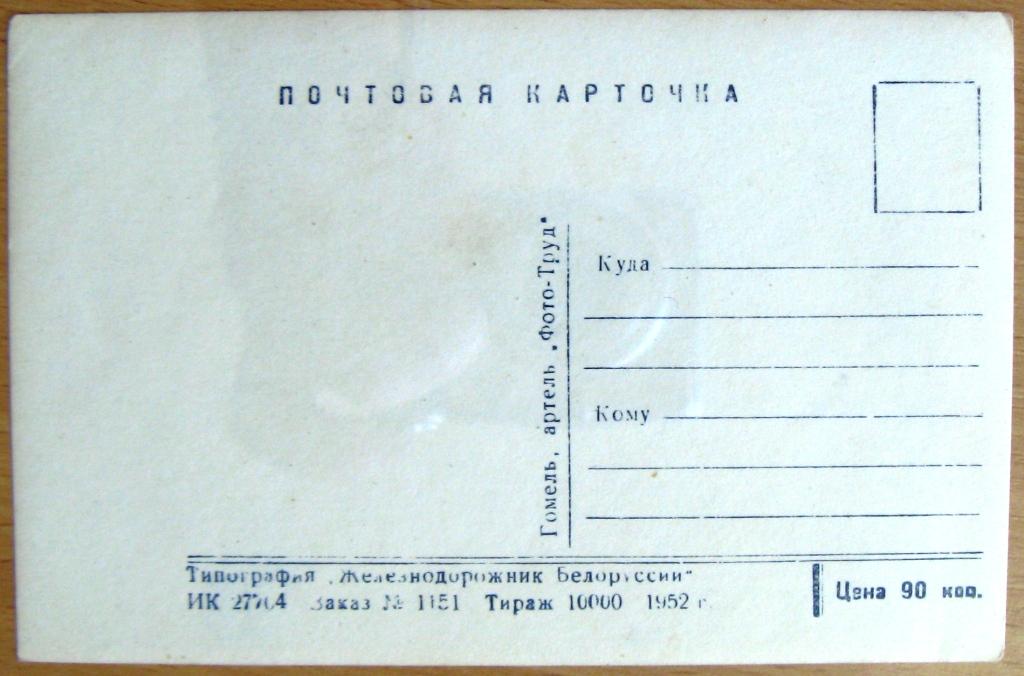 ПОЧТОВАЯ КАРТОЧКА
Гомель, артель „Фото-Труд"
Куда
Кому
Типография „Железнодорожник Белоруссии"
ИК Заказ № 1151 Тираж 10000 1952 г.
Цена 90 коп.